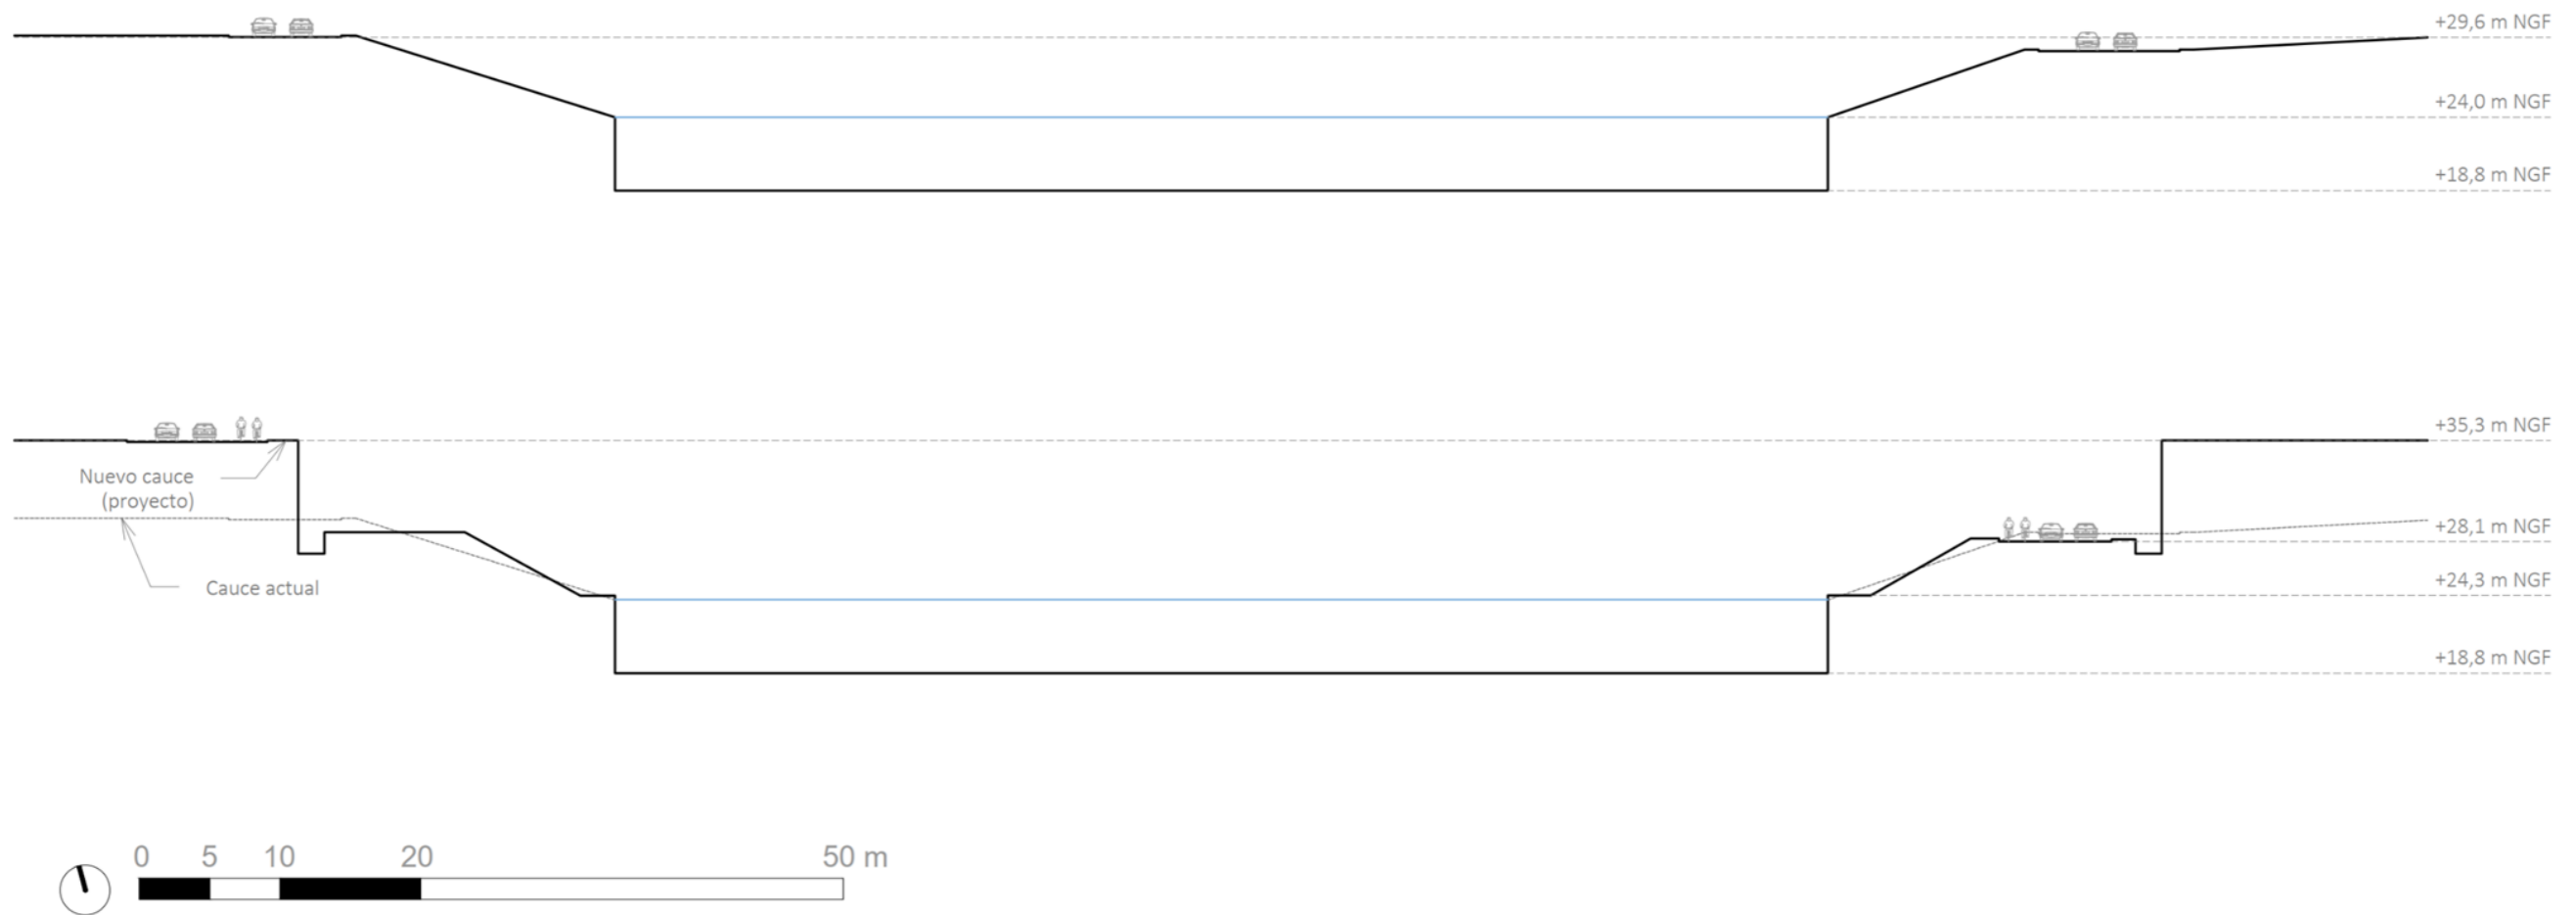 +29,6 m NGF
+24,0 m NGF
+18,8 m NGF
+35,3 m NGF
Nuevo cauce
(proyecto)
+28,1 m NGF
Cauce actual
+24,3 m NGF
+18,8 m NGF
0 5 10 20 50 m